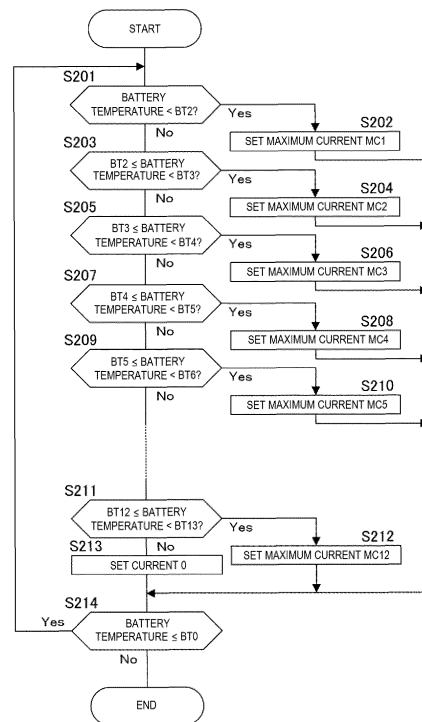 START
S201
BATTERY
TEMPERATURE < BT2?
Yes
No
S202
SET MAXIMUM CURRENT MC1
S203
BT2 ≤ BATTERY
TEMPERATURE < BT3?
Yes
No
S204
SET MAXIMUM CURRENT MC2
S205
BT3 ≤ BATTERY
TEMPERATURE < BT4?
Yes
No
S206
SET MAXIMUM CURRENT MC3
S207
BT4 ≤ BATTERY
TEMPERATURE < BT5?
Yes
No
S208
SET MAXIMUM CURRENT MC4
S209
BT5 ≤ BATTERY
TEMPERATURE < BT6?
Yes
No
S210
SET MAXIMUM CURRENT MC5
S211
BT12 ≤ BATTERY
TEMPERATURE < BT13?
Yes
No
S212
SET MAXIMUM CURRENT MC12
S213
SET CURRENT 0
S214
BATTERY
TEMPERATURE ≤ BT0
Yes
No
END